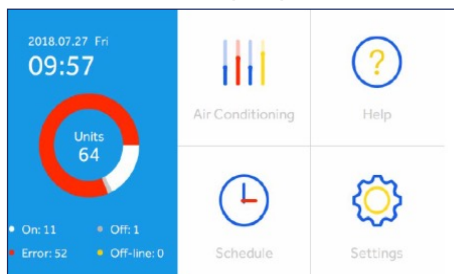 2018.07.27 Fri
09:57
Units
64
On: 11
Off: 1
Error: 52
Off-line: 0
Air Conditioning
Help
?
Schedule
Settings